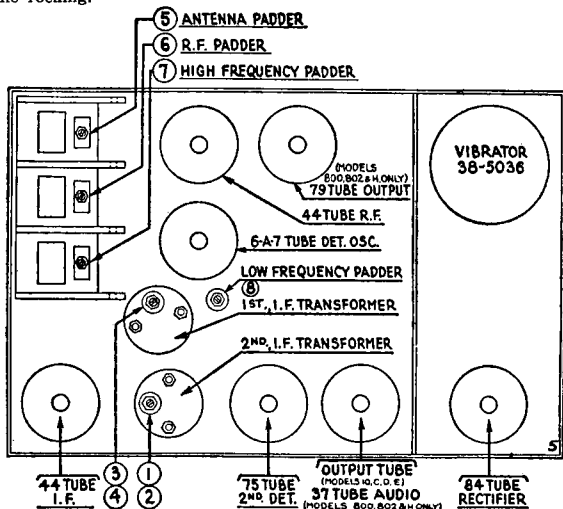 ⑤ ANTENNA PADDER
⑥ R.F. PADDER
⑦ HIGH FREQUENCY PADDER
VIBRATOR
38-5036
(MODELS
800, 802 & H, ONLY)
79 TUBE OUTPUT
44 TUBE R.F.
6-A-7 TUBE DET. OSC.
LOW FREQUENCY PADDER
⑧
1ST., I.F. TRANSFORMER
2ND., I.F. TRANSFORMER
5
③
④
①
②
44 TUBE
I.F.
75 TUBE
2ND. DET.
OUTPUT TUBE
(MODELS 10, C, D, E)
37 TUBE AUDIO
(MODELS 800, 802 & H ONLY)
84 TUBE
RECTIFIER